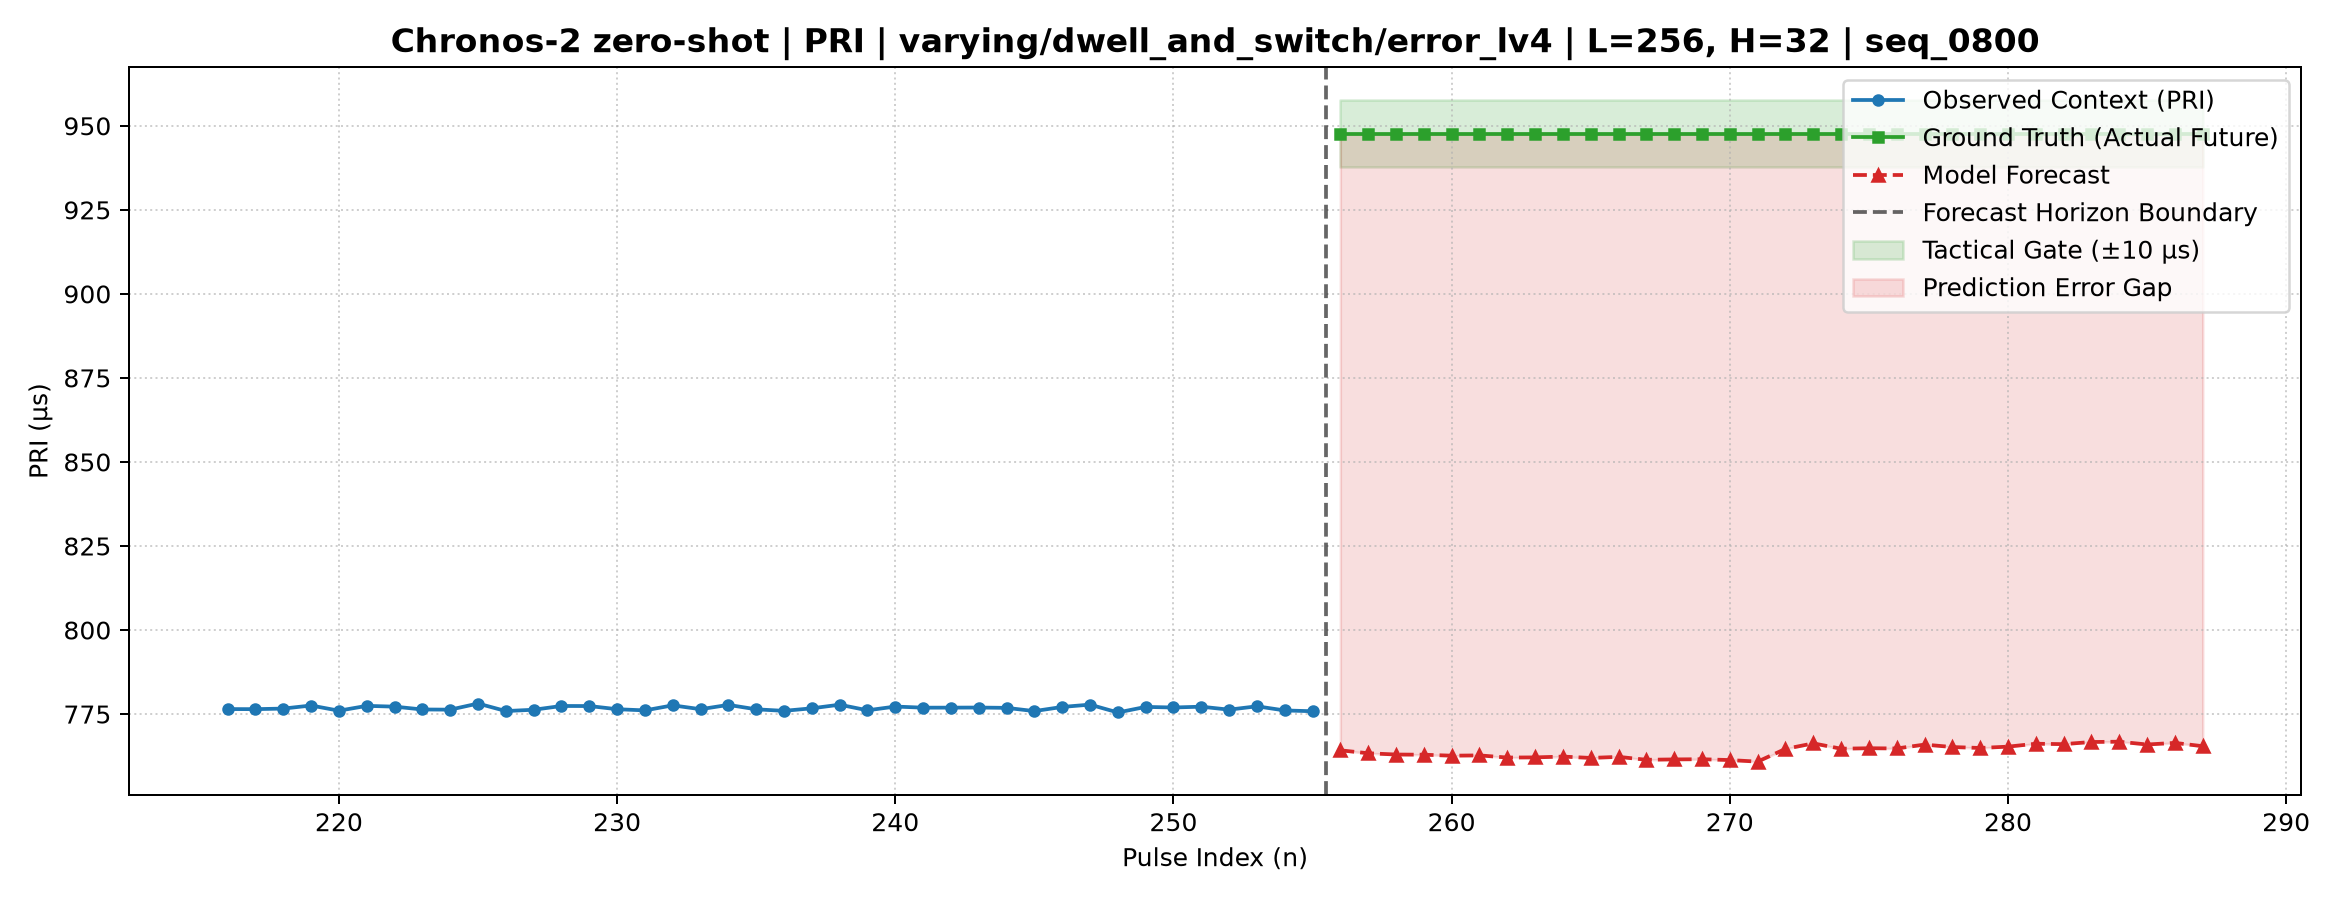 Chronos-2 zero-shot | PRI | varying/dwell_and_switch/error_lv4 | L=256, H=32 | seq_0800
Observed Context (PRI)
Ground Truth (Actual Future)
Model Forecast
Forecast Horizon Boundary
Tactical Gate (±10 µs)
Prediction Error Gap
PRI (µs)
950
925
900
875
850
825
800
775
220 230 240 250 260 270 280 290
Pulse Index (n)